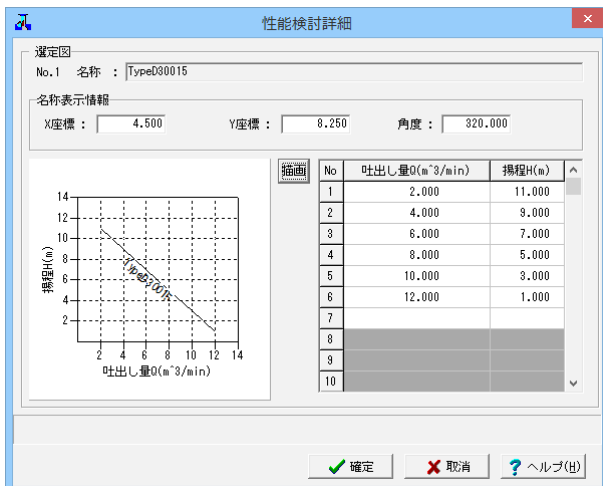 性能検討詳細
選定図
No.1 名称 : TypeD30015
名称表示情報
X座標 : 4.500 Y座標 : 8.250 角度 : 320.000
描画
No 吐出し量Q(m^3/min) 揚程H(m)
1 2.000 11.000
2 4.000 9.000
3 6.000 7.000
4 8.000 5.000
5 10.000 3.000
6 12.000 1.000
7
8
9
10
14
12
10
8
6
4
2
揚程H(m)
TypeD30015
2 4 6 8 10 12 14
吐出し量Q(m^3/min)
確定 取消 ヘルプ(H)